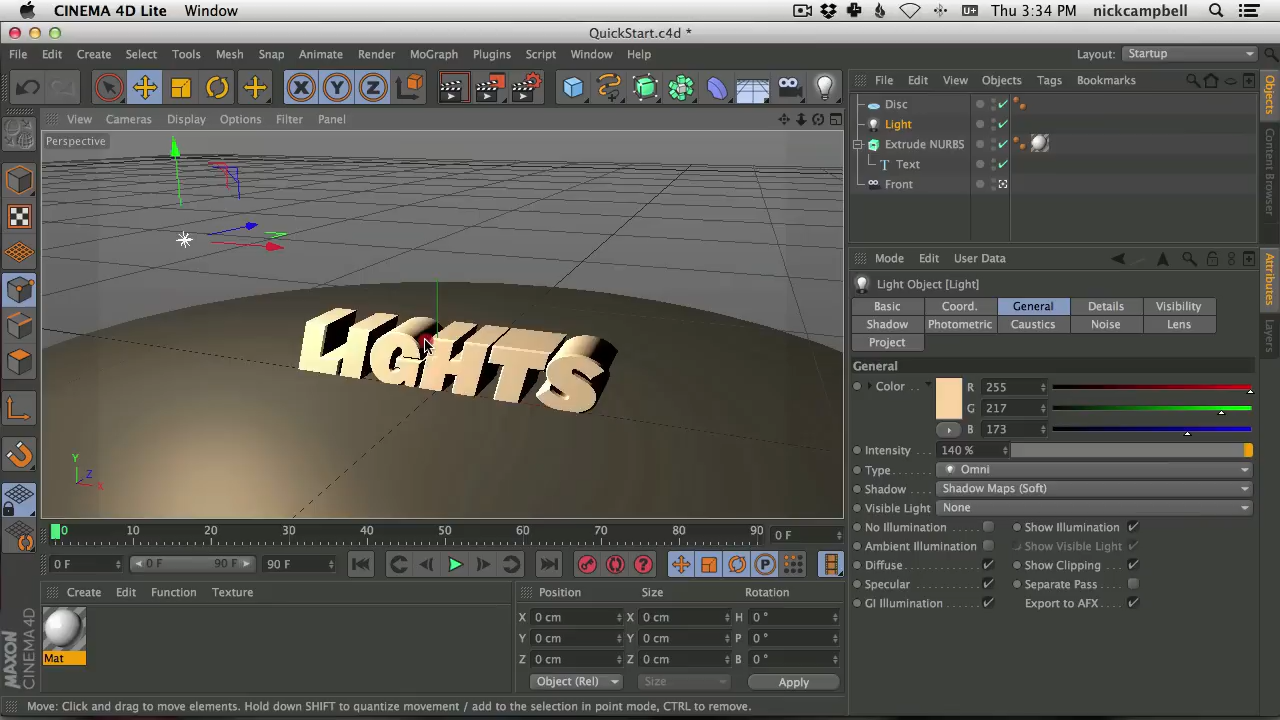 CINEMA 4D Lite Window
Thu 3:34 PM nickcampbell
QuickStart.c4d *
File Edit Create Select Tools Mesh Snap Animate Render MoGraph Plugins Script Window Help
Layout: Startup
X Y Z
File Edit View Objects Tags Bookmarks
Disc
Light
Extrude NURBS
T Text
Front
Objects
Content Browser
View Cameras Display Options Filter Panel
Perspective
LIGHTS
Y
Z
X
Mode Edit User Data
Attributes
Layers
Light Object [Light]
Basic Coord. General Details Visibility
Shadow Photometric Caustics Noise Lens
Project
General
Color R 255
G 217
B 173
Intensity 140 %
Type Omni
Shadow Shadow Maps (Soft)
Visible Light None
No Illumination Show Illumination
Ambient Illumination Show Visible Light
Diffuse Show Clipping
Specular Separate Pass
GI Illumination Export to AFX
0 10 20 30 40 50 60 70 80 90 0 F
0 F 0 F 90 F 90 F
P
Create Edit Function Texture
Mat
Position Size Rotation
X 0 cm X 0 cm H 0 °
Y 0 cm Y 0 cm P 0 °
Z 0 cm Z 0 cm B 0 °
Object (Rel) Size Apply
MAXON
CINEMA 4D
Move: Click and drag to move elements. Hold down SHIFT to quantize movement / add to the selection in point mode, CTRL to remove.